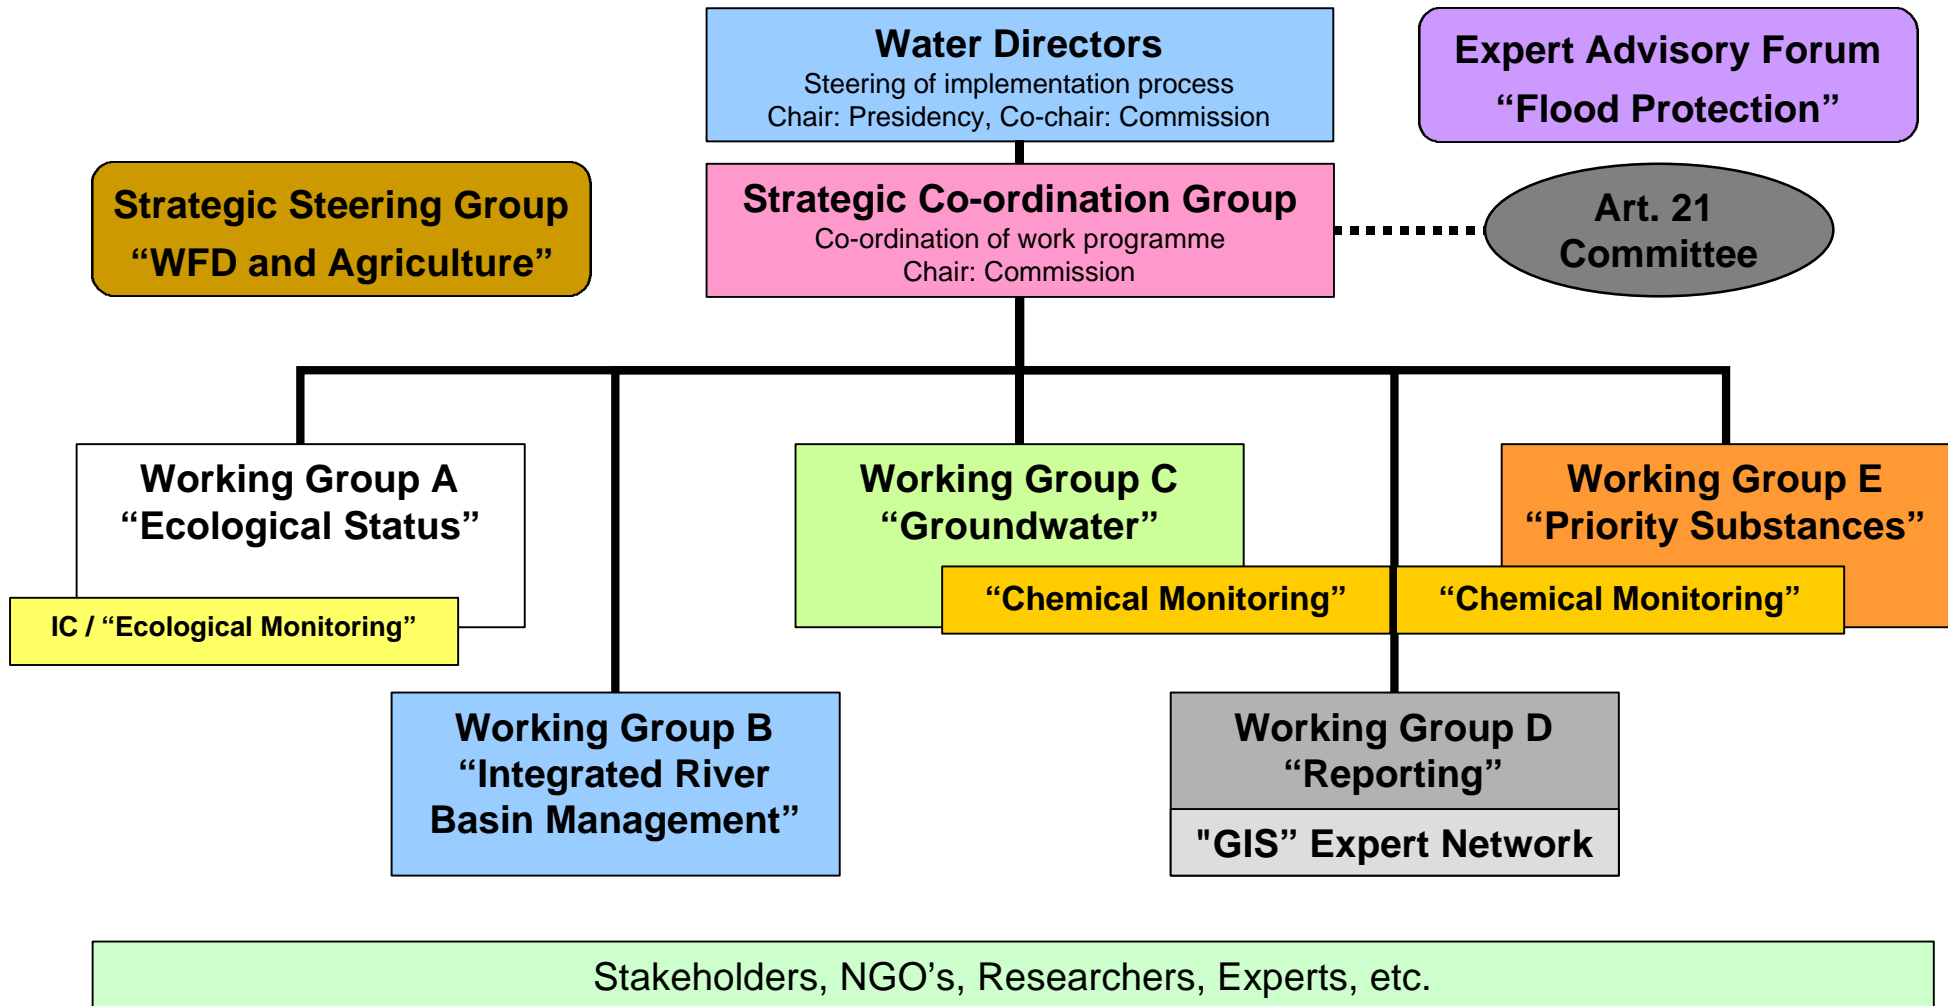 Water Directors
Steering of implementation process
Chair: Presidency, Co-chair: Commission
Expert Advisory Forum
“Flood Protection”
Strategic Steering Group
“WFD and Agriculture”
Strategic Co-ordination Group
Co-ordination of work programme
Chair: Commission
Art. 21
Committee
Working Group A
“Ecological Status”
IC / “Ecological Monitoring”
Working Group C
“Groundwater”
“Chemical Monitoring”
Working Group E
“Priority Substances”
“Chemical Monitoring”
Working Group B
“Integrated River
Basin Management”
Working Group D
“Reporting”
"GIS” Expert Network
Stakeholders, NGO’s, Researchers, Experts, etc.